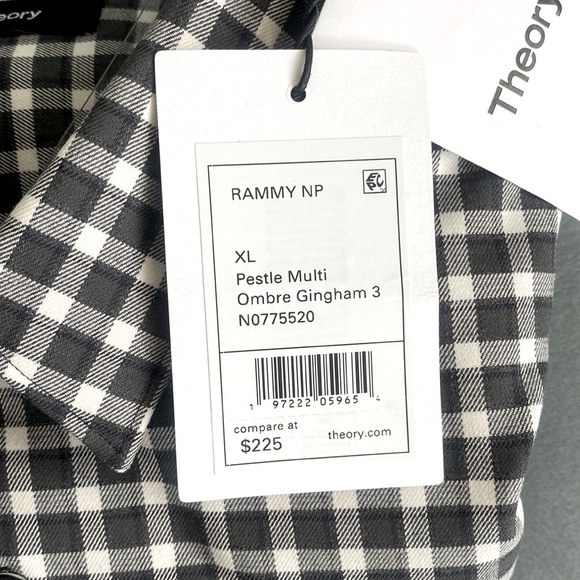 eory
Theory
RAMMY NP
XL
Pestle Multi
Ombre Gingham 3
N0775520
1 97222 05965 4
compare at
$225
theory.com